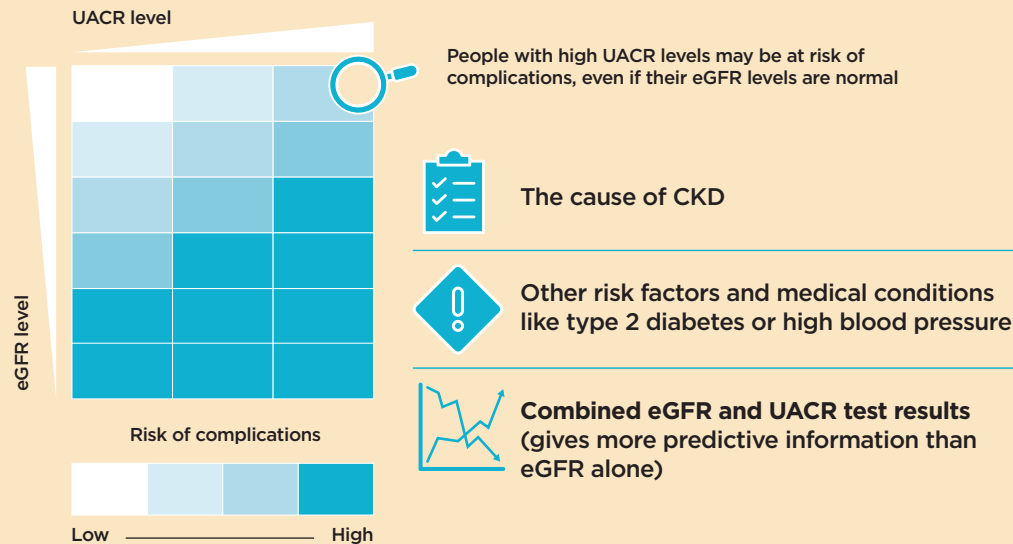 UACR level
People with high UACR levels may be at risk of
complications, even if their eGFR levels are normal
eGFR level
The cause of CKD
Other risk factors and medical conditions
like type 2 diabetes or high blood pressure
Combined eGFR and UACR test results
(gives more predictive information than
eGFR alone)
Risk of complications
Low
High